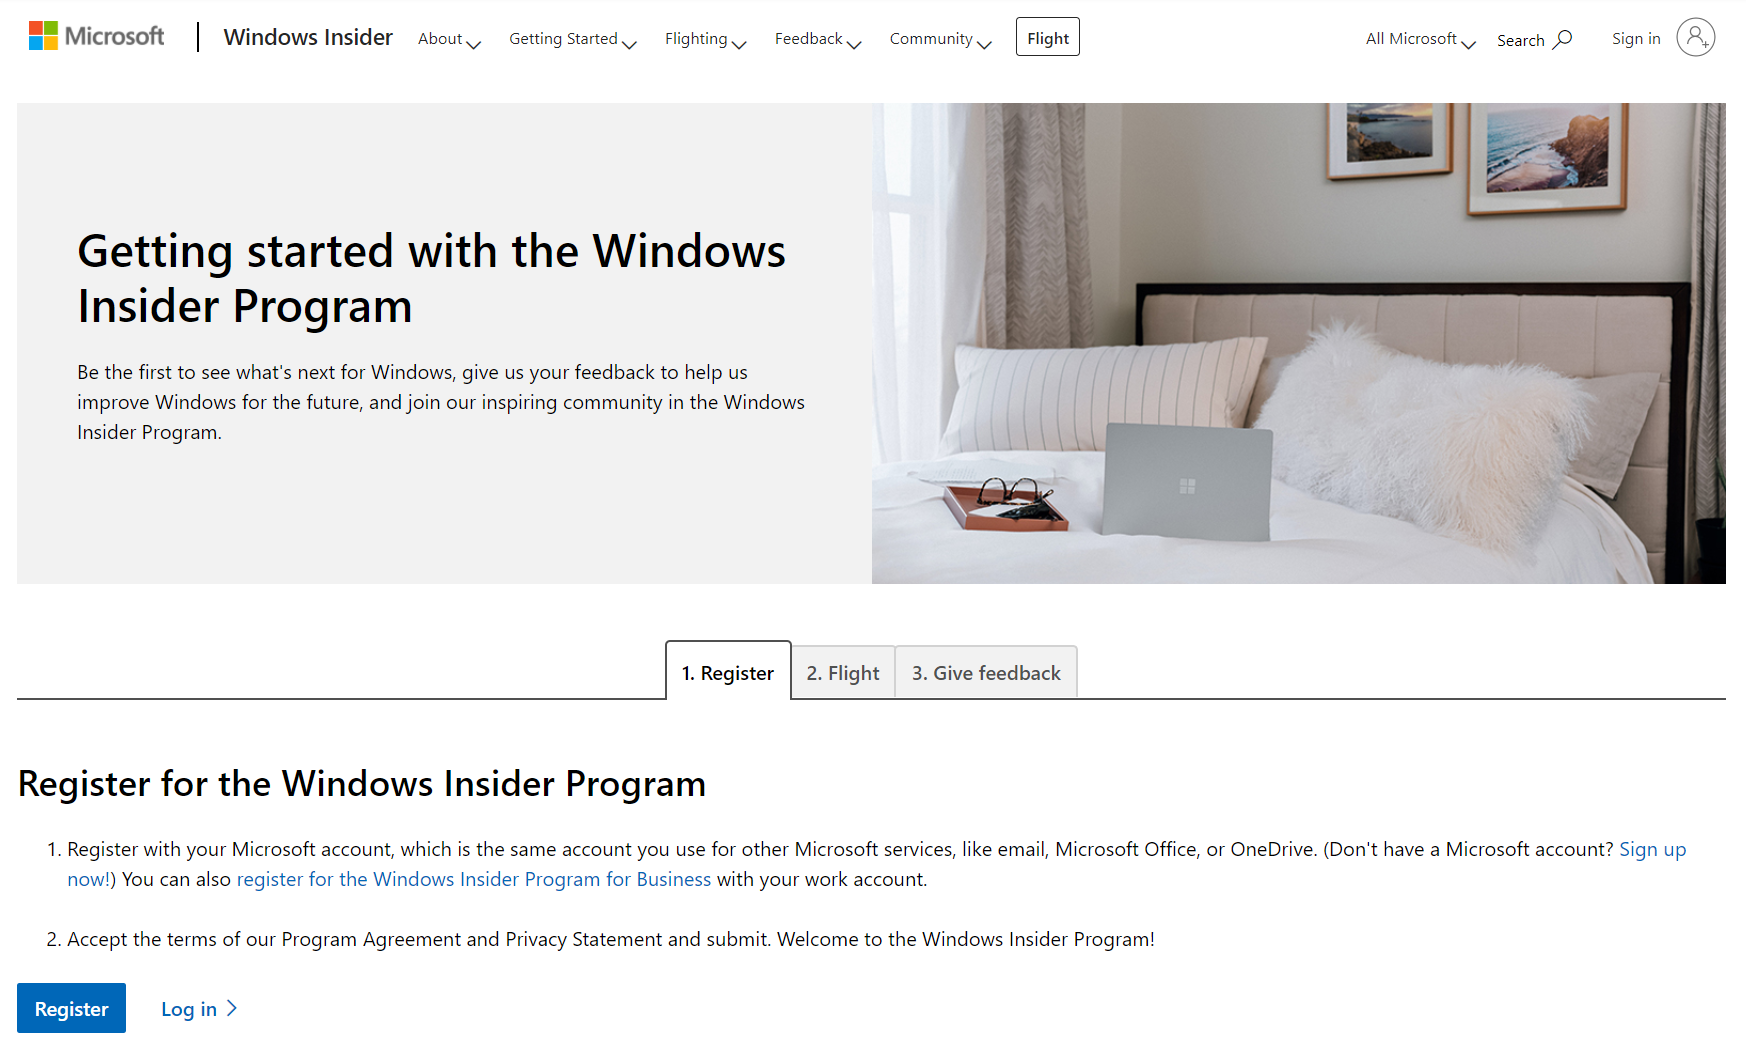 Microsoft
Windows Insider
About
Getting Started
Flighting
Feedback
Community
Flight
All Microsoft
Search
Sign in
Getting started with the Windows
Insider Program
Be the first to see what's next for Windows, give us your feedback to help us
improve Windows for the future, and join our inspiring community in the Windows
Insider Program.
1. Register
2. Flight
3. Give feedback
Register for the Windows Insider Program
1. Register with your Microsoft account, which is the same account you use for other Microsoft services, like email, Microsoft Office, or OneDrive. (Don't have a Microsoft account? Sign up
now!) You can also register for the Windows Insider Program for Business with your work account.
2. Accept the terms of our Program Agreement and Privacy Statement and submit. Welcome to the Windows Insider Program!
Register
Log in